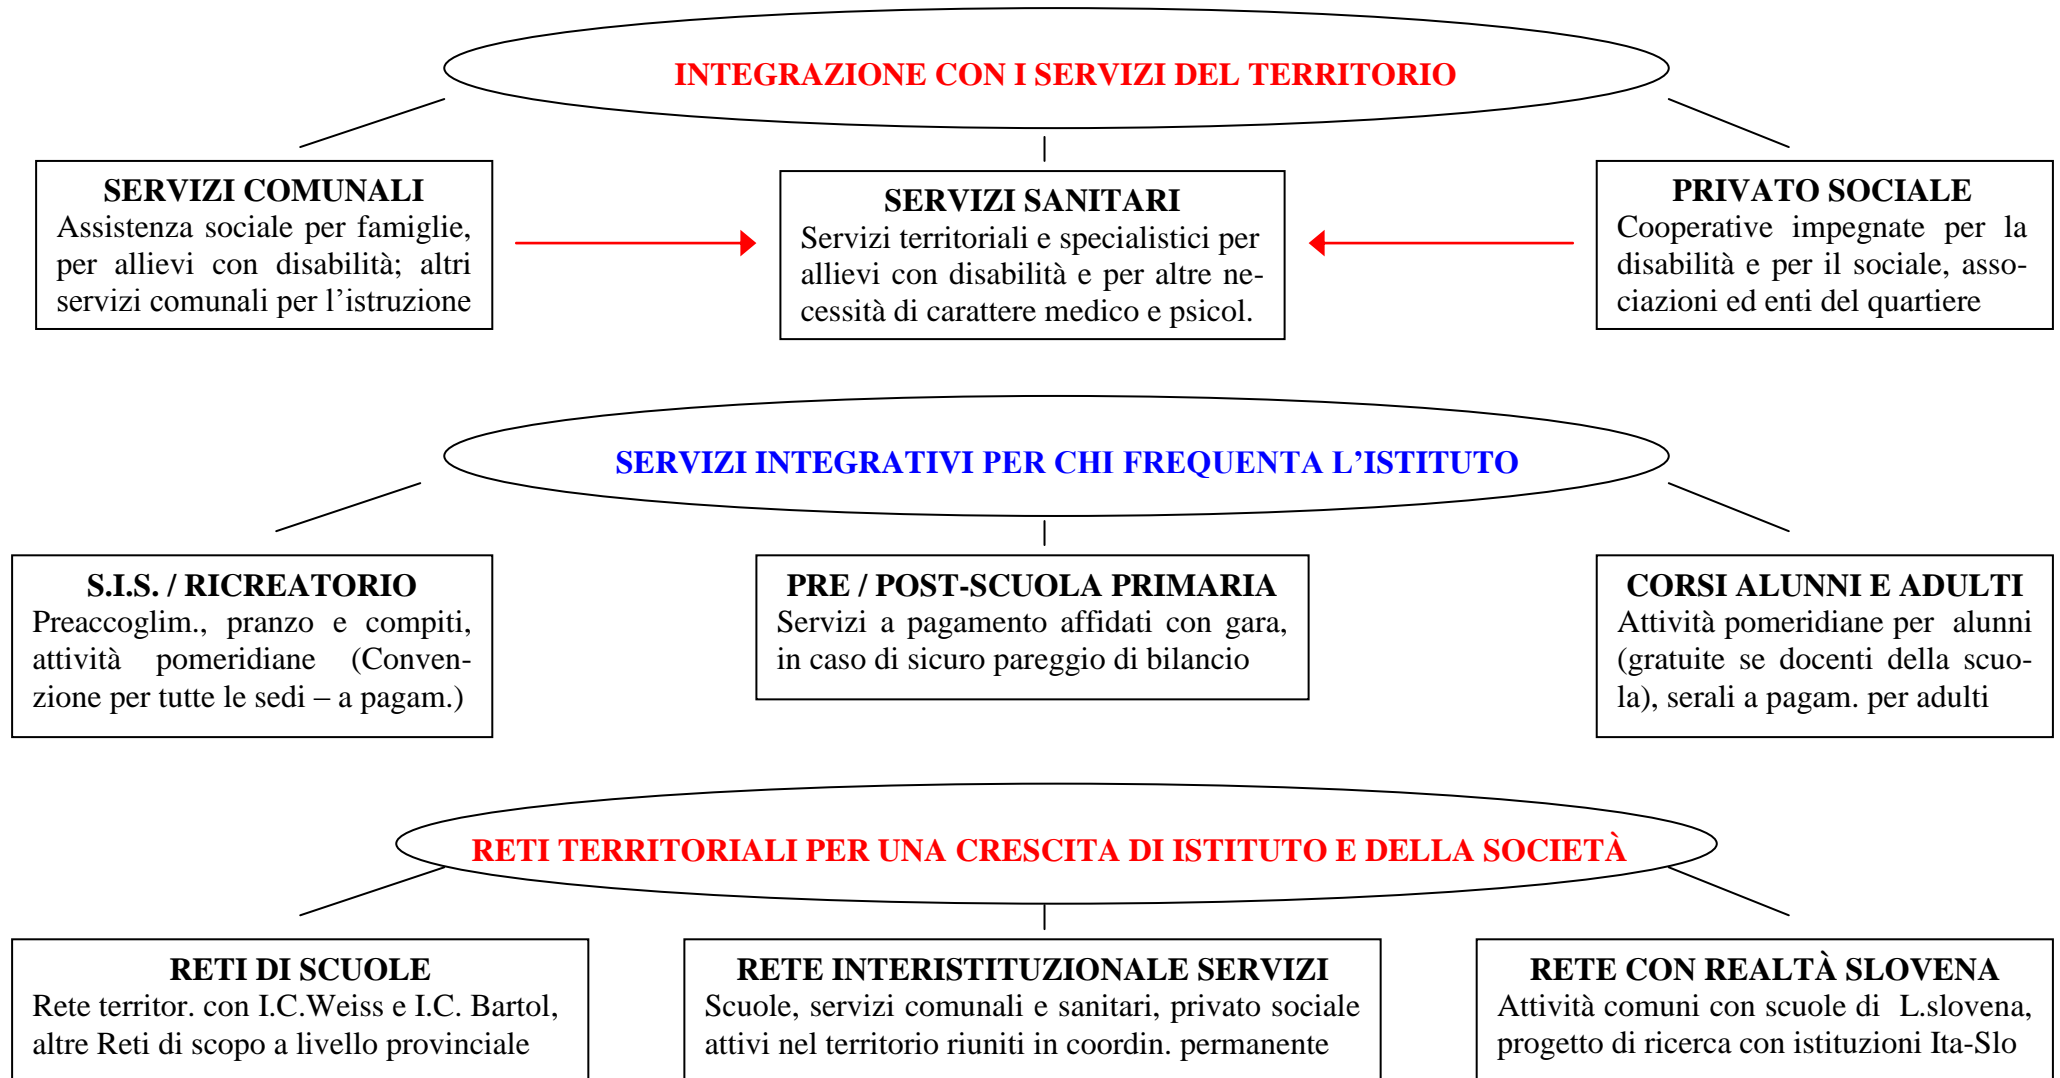 INTEGRAZIONE CON I SERVIZI DEL TERRITORIO
SERVIZI COMUNALI
Assistenza sociale per famiglie,
per allievi con disabilità; altri
servizi comunali per l’istruzione
SERVIZI SANITARI
Servizi territoriali e specialistici per
allievi con disabilità e per altre ne-
cessità di carattere medico e psicol.
PRIVATO SOCIALE
Cooperative impegnate per la
disabilità e per il sociale, asso-
ciazioni ed enti del quartiere
SERVIZI INTEGRATIVI PER CHI FREQUENTA L’ISTITUTO
S.I.S. / RICREATORIO
Preaccoglim., pranzo e compiti,
attività pomeridiane (Conven-
zione per tutte le sedi – a pagam.)
PRE / POST-SCUOLA PRIMARIA
Servizi a pagamento affidati con gara,
in caso di sicuro pareggio di bilancio
CORSI ALUNNI E ADULTI
Attività pomeridiane per alunni
(gratuite se docenti della scuo-
la), serali a pagam. per adulti
RETI TERRITORIALI PER UNA CRESCITA DI ISTITUTO E DELLA SOCIETÀ
RETI DI SCUOLE
Rete territor. con I.C.Weiss e I.C. Bartol,
altre Reti di scopo a livello provinciale
RETE INTERISTITUZIONALE SERVIZI
Scuole, servizi comunali e sanitari, privato sociale
attivi nel territorio riuniti in coordin. permanente
RETE CON REALTÀ SLOVENA
Attività comuni con scuole di L.slovena,
progetto di ricerca con istituzioni Ita-Slo